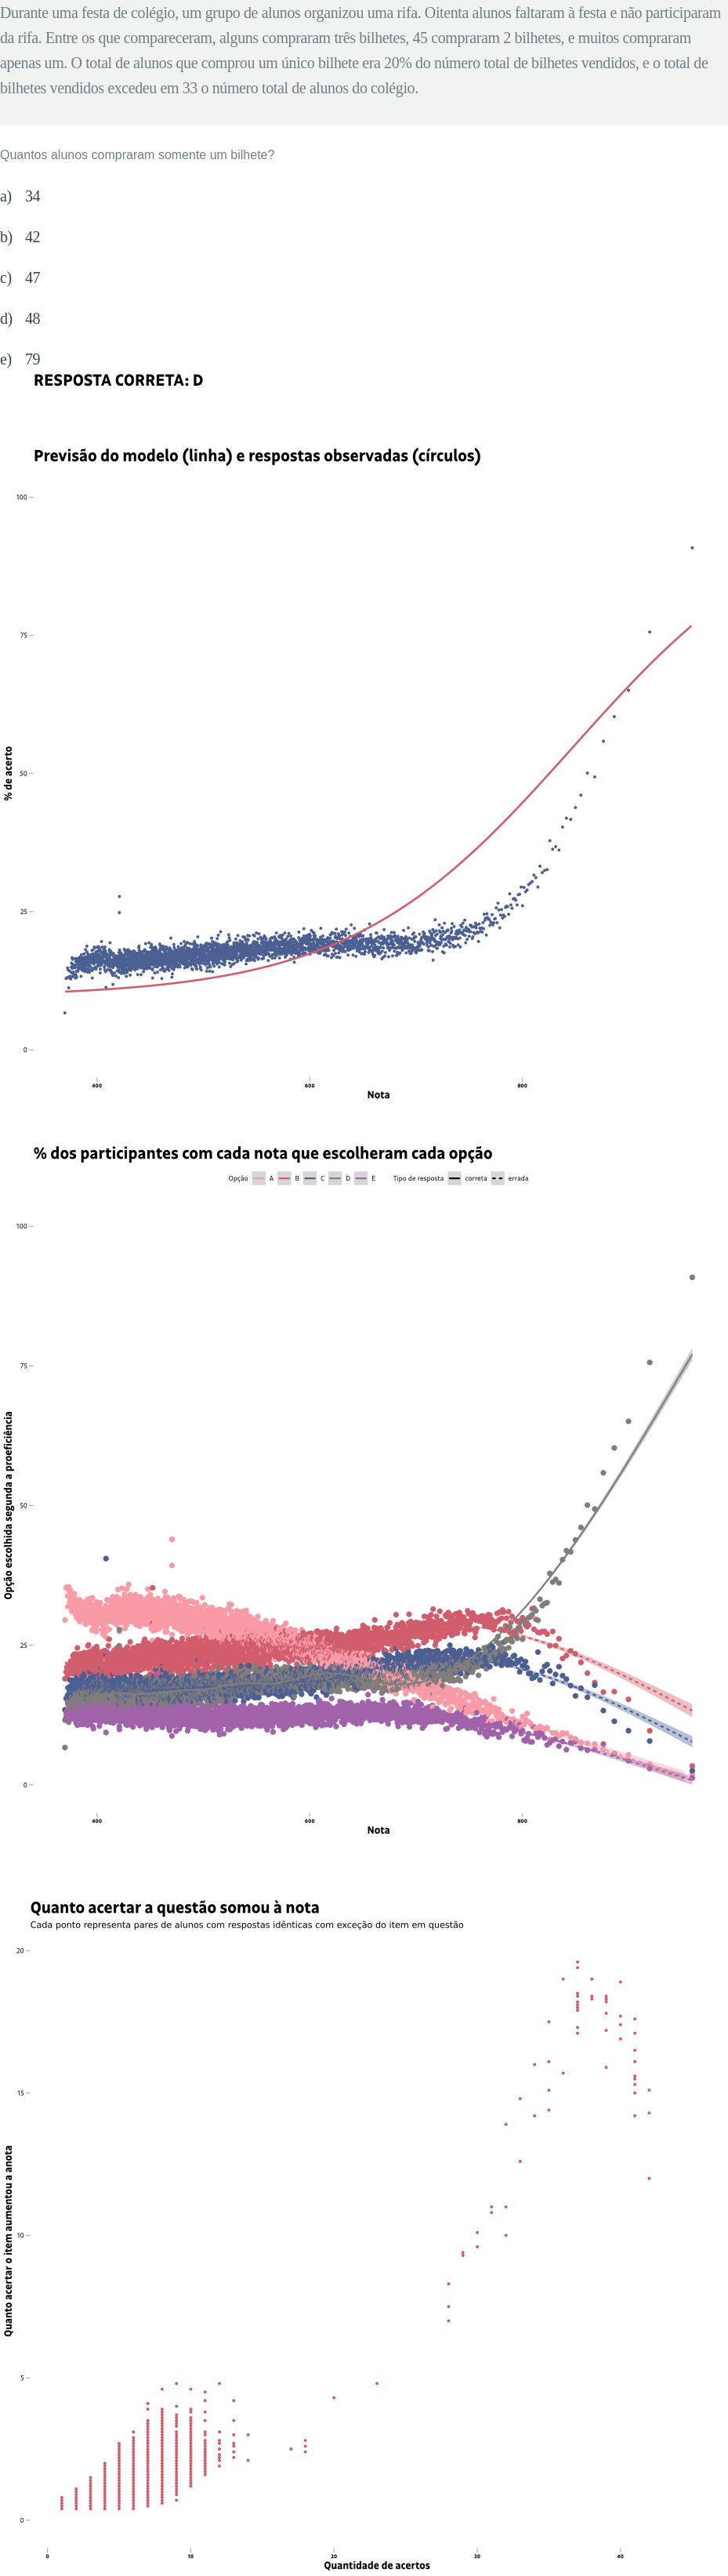 Durante uma festa de colégio, um grupo de alunos organizou uma rifa. Oitenta alunos faltaram à festa e não participaram
da rifa. Entre os que compareceram, alguns compraram três bilhetes, 45 compraram 2 bilhetes, e muitos compraram
apenas um. O total de alunos que comprou um único bilhete era 20% do número total de bilhetes vendidos, e o total de
bilhetes vendidos excedeu em 33 o número total de alunos do colégio.
Quantos alunos compraram somente um bilhete?
a) 34
b) 42
c) 47
d) 48
e) 79
RESPOSTA CORRETA: D
Previsão do modelo (linha) e respostas observadas (círculos)
100
75
50
25
0
% de acerto
400 600 800
Nota
% dos participantes com cada nota que escolheram cada opção
Opção A B C D E Tipo de resposta correta errada
100
75
50
25
0
Opção escolhida segunda a proeficiência
400 600 800
Nota
Quanto acertar a questão somou à nota
Cada ponto representa pares de alunos com respostas idênticas com exceção do item em questão
20
15
10
5
0
Quanto acertar o item aumentou a anota
0 10 20 30 40
Quantidade de acertos